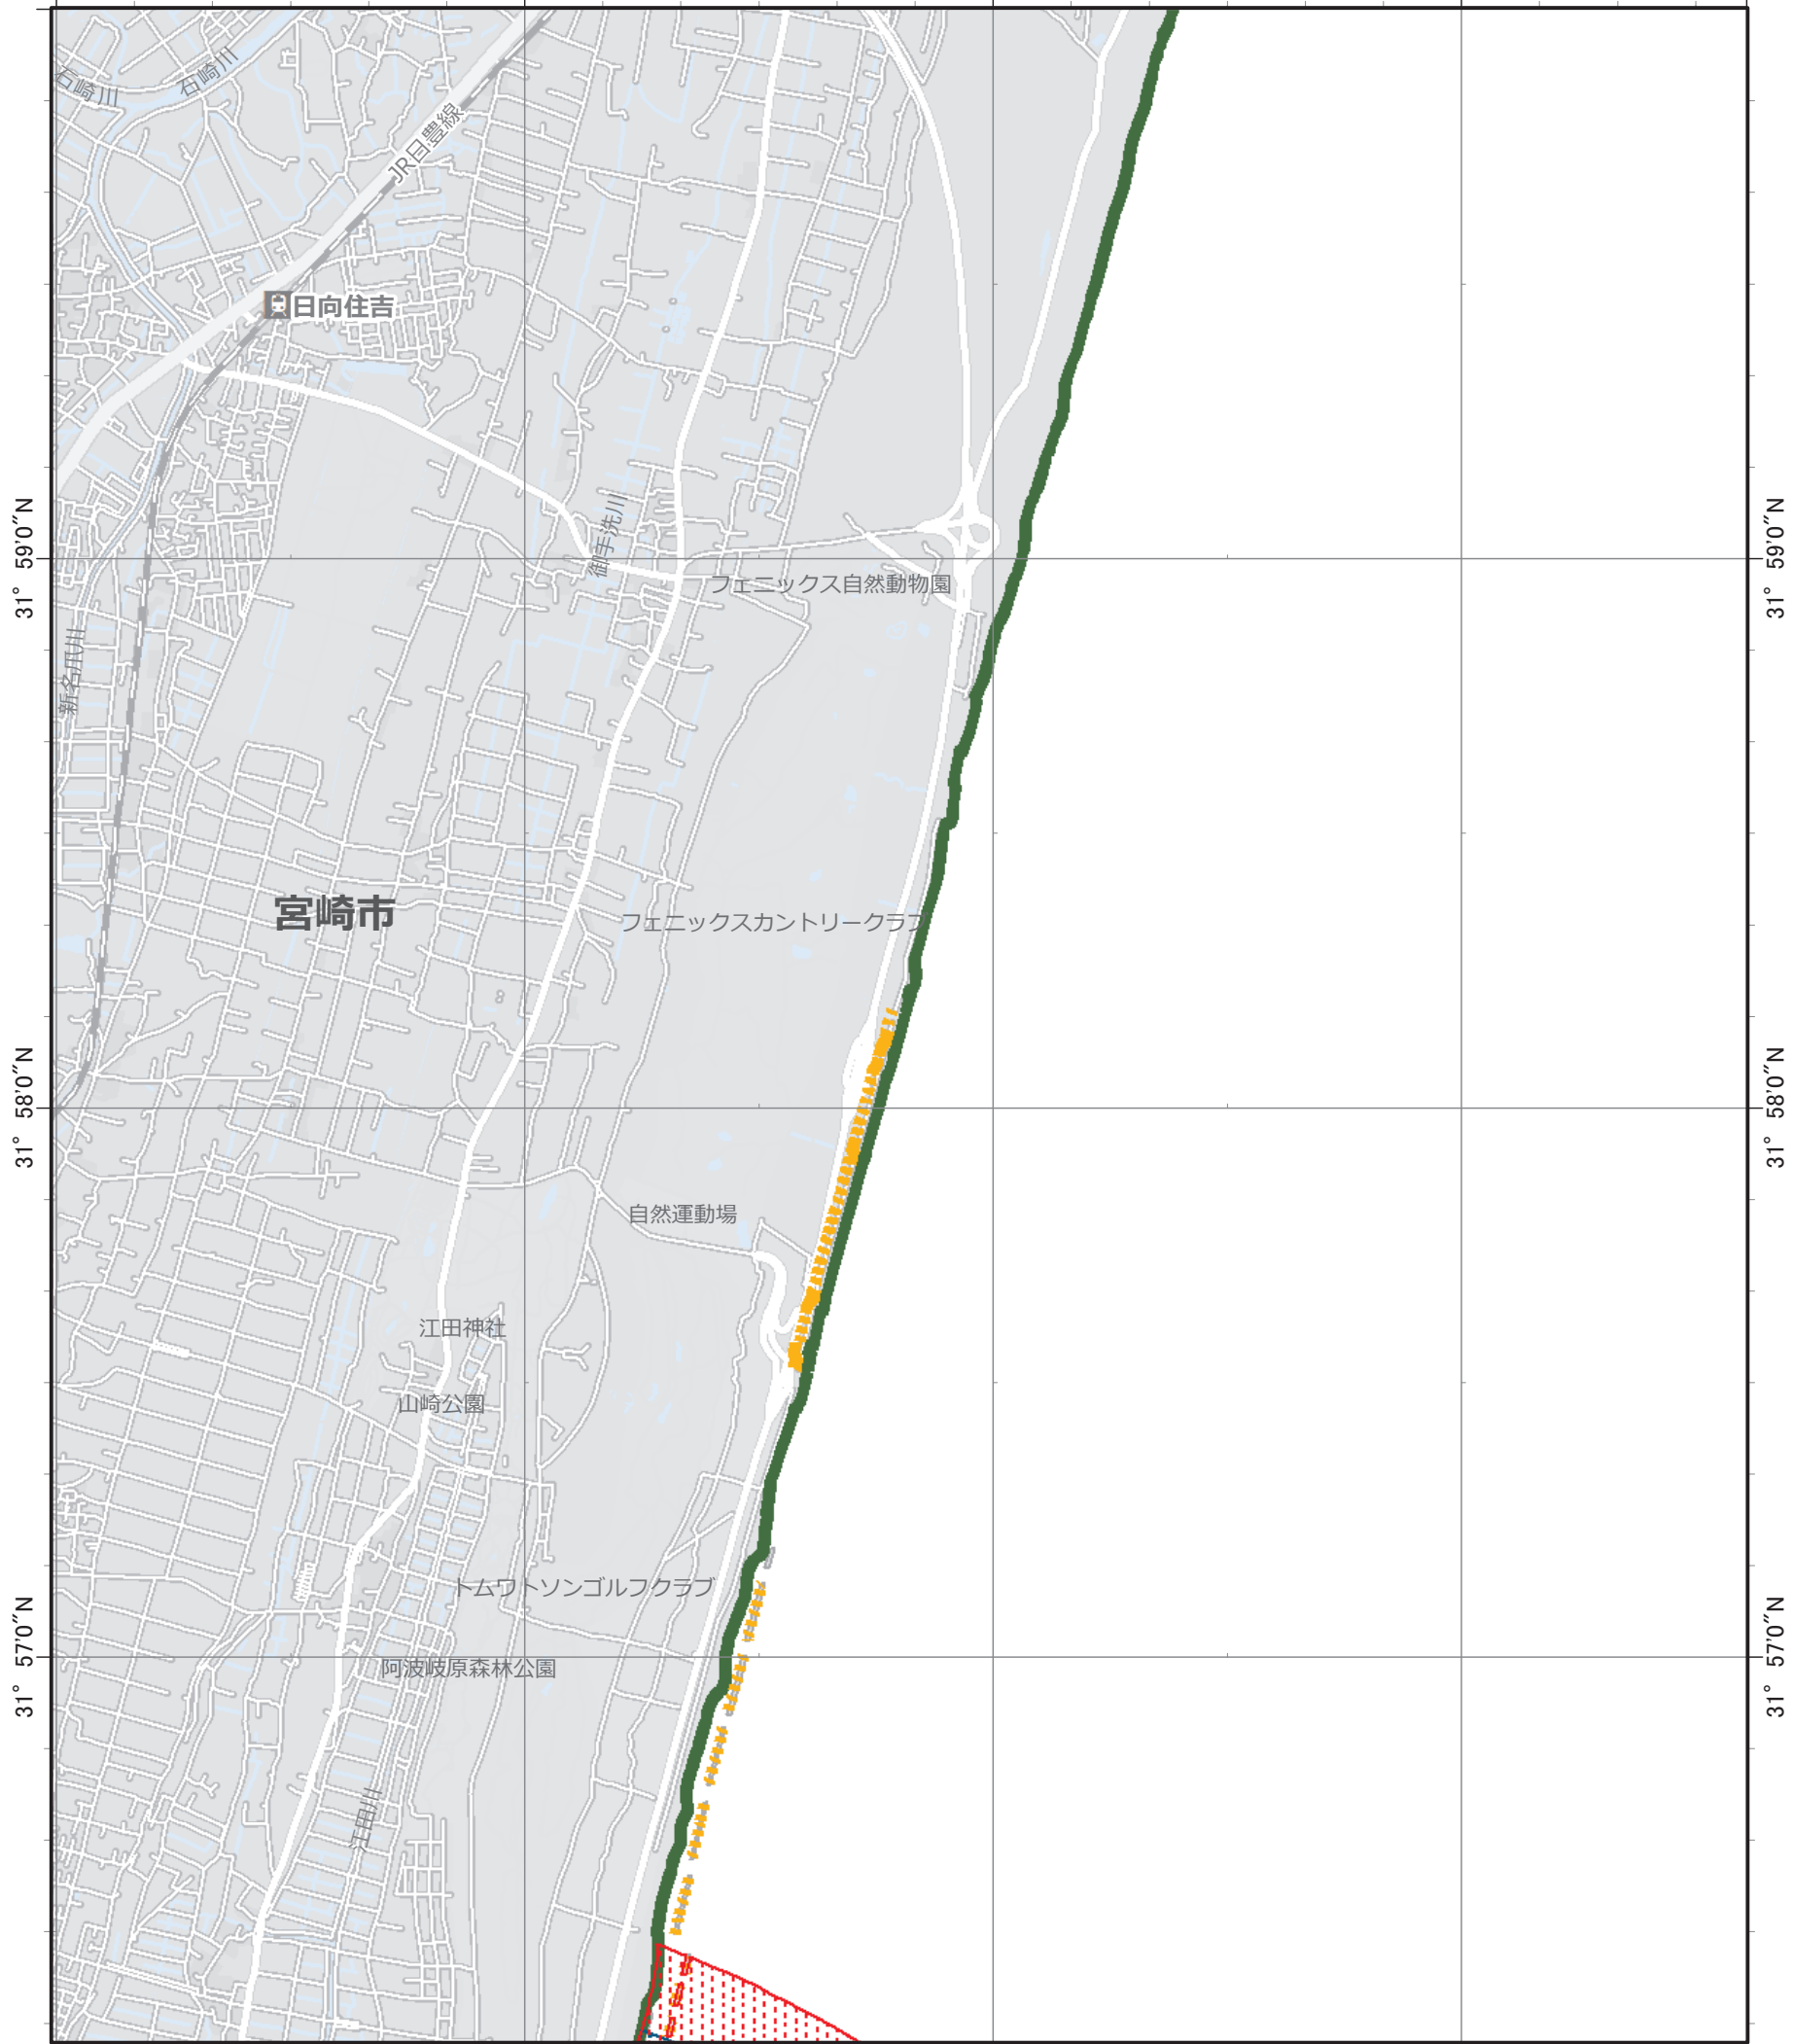 石崎川
石崎川
JR日豊線
日向住吉
31° 59'0"N
31° 59'0"N
御手洗川
フェニックス自然動物園
新名爪川
宮崎市
フェニックスカントリークラブ
31° 58'0"N
31° 58'0"N
自然運動場
江田神社
山崎公園
トムワトソンゴルフクラブ
31° 57'0"N
31° 57'0"N
阿波岐原森林公園
江田川